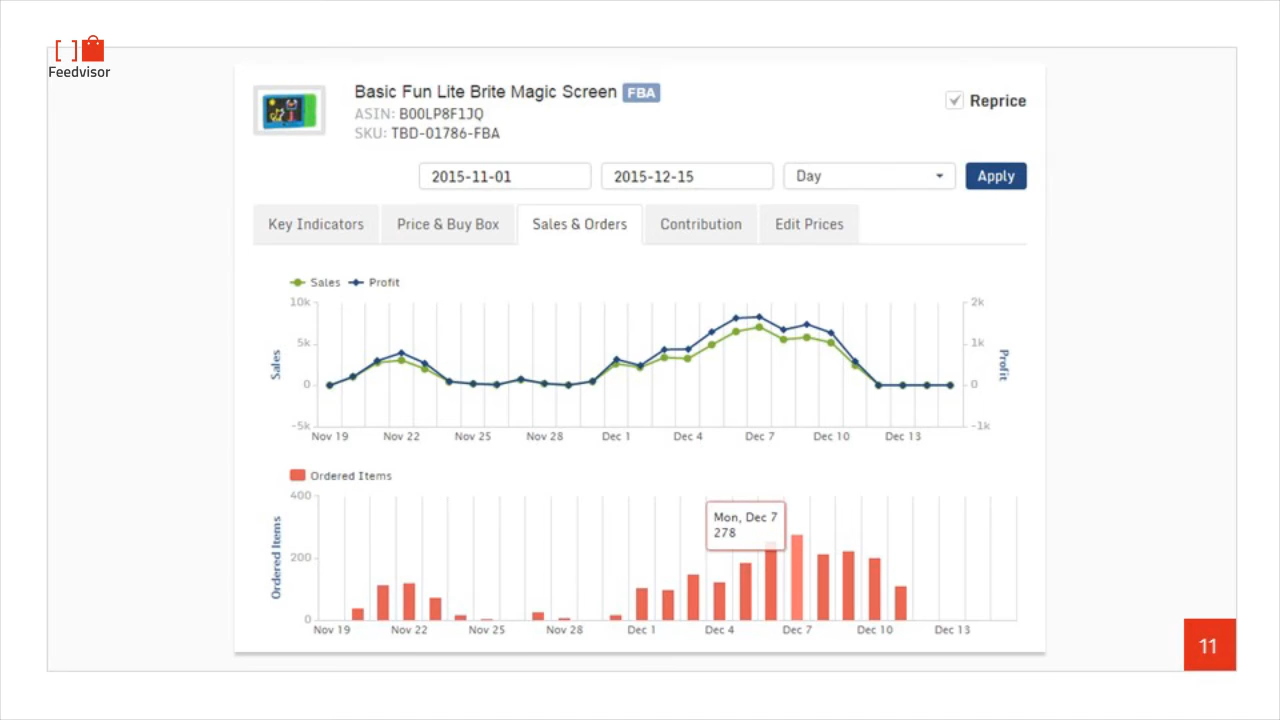 [ ]
Feedvisor
Basic Fun Lite Brite Magic Screen FBA
ASIN: B00LP8F1JQ
SKU: TBD-01786-FBA
Reprice
2015-11-01 2015-12-15 Day Apply
Key Indicators Price & Buy Box Sales & Orders Contribution Edit Prices
Sales Profit
10k 2k
5k 1k
0 0
-5k -1k
Sales
Profit
Nov 19 Nov 22 Nov 25 Nov 28 Dec 1 Dec 4 Dec 7 Dec 10 Dec 13
Ordered Items
400
Mon, Dec 7
278
200
0
Ordered Items
Nov 19 Nov 22 Nov 25 Nov 28 Dec 1 Dec 4 Dec 7 Dec 10 Dec 13
11